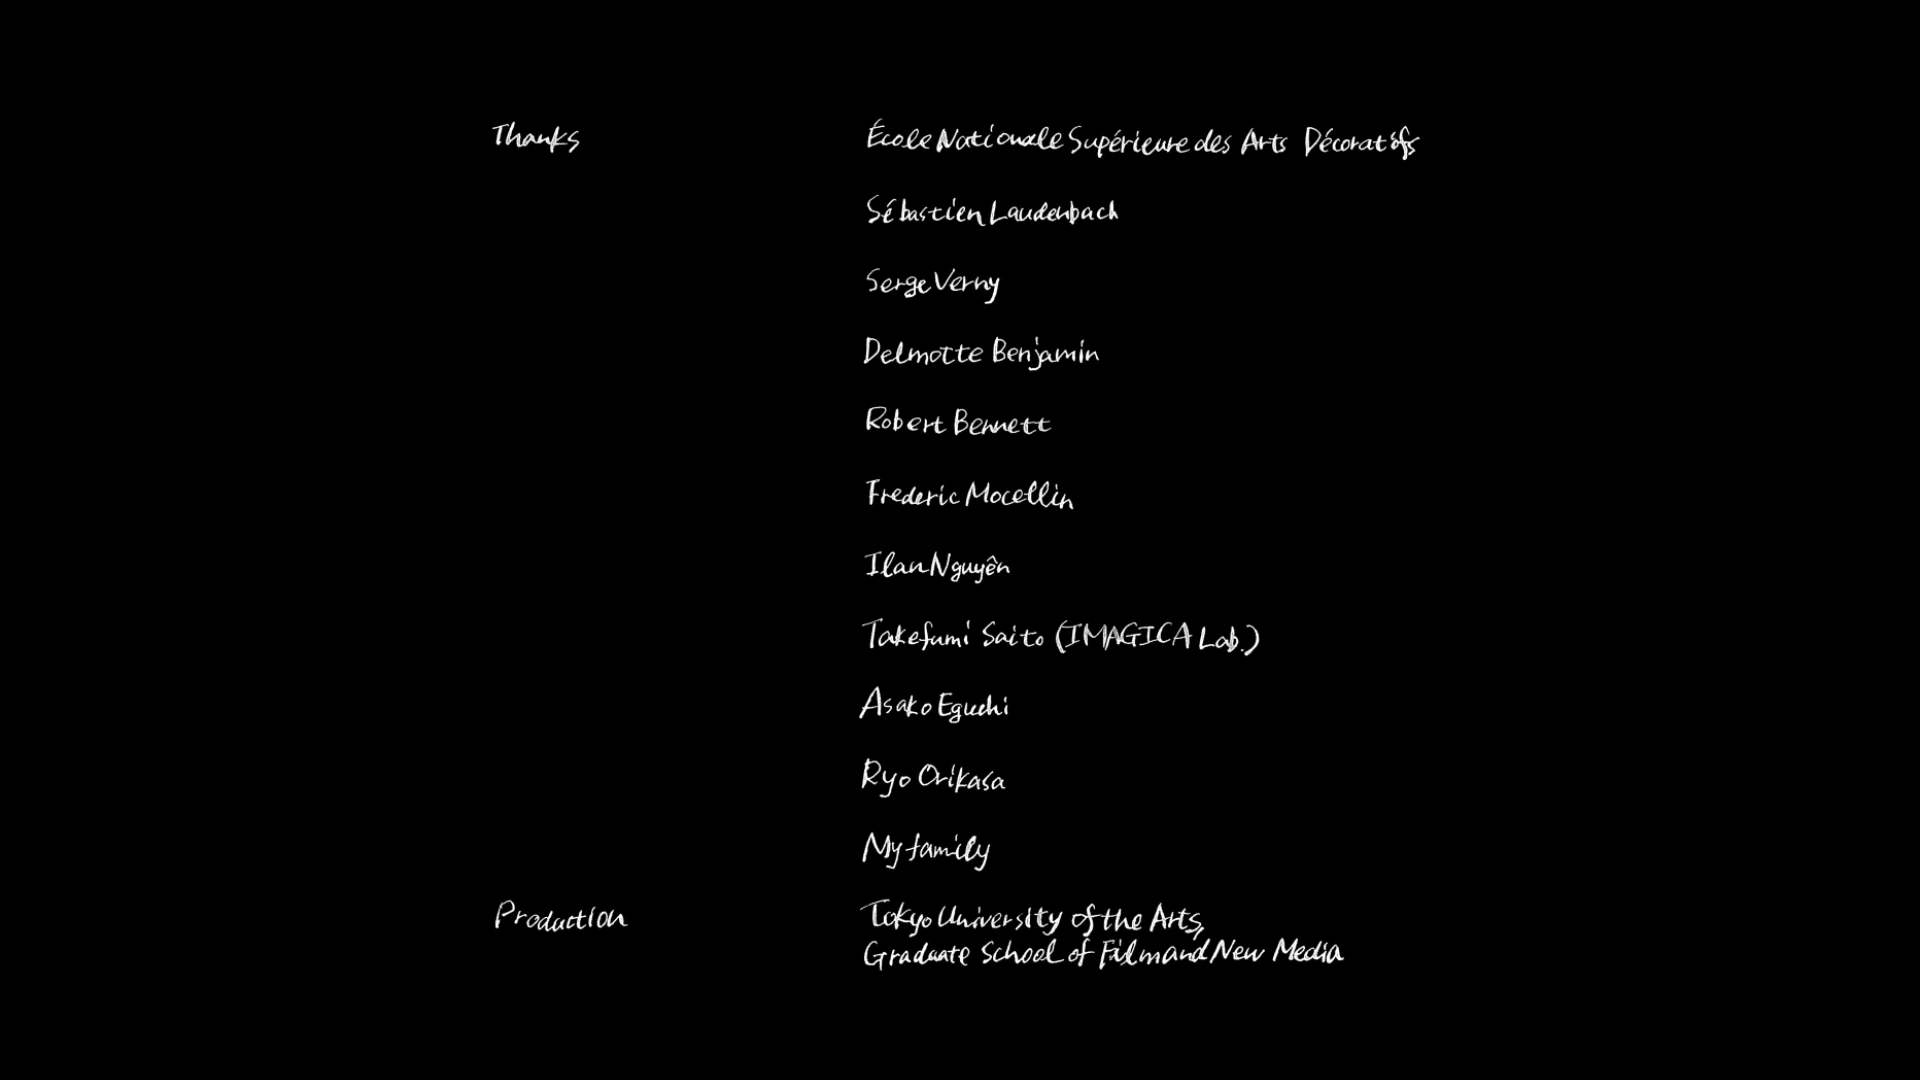 Thanks École Nationale Supérieure des Arts Décoratifs
Sébastien Laudenbach
Serge Verny
Delmotte Benjamin
Robert Bennett
Frederic Mocellin
Ilan Nguyên
Takefumi Saito (IMAGICA Lab.)
Asako Eguchi
Ryo Orikasa
My family
Production Tokyo University of the Arts,
Graduate School of Film and New Media